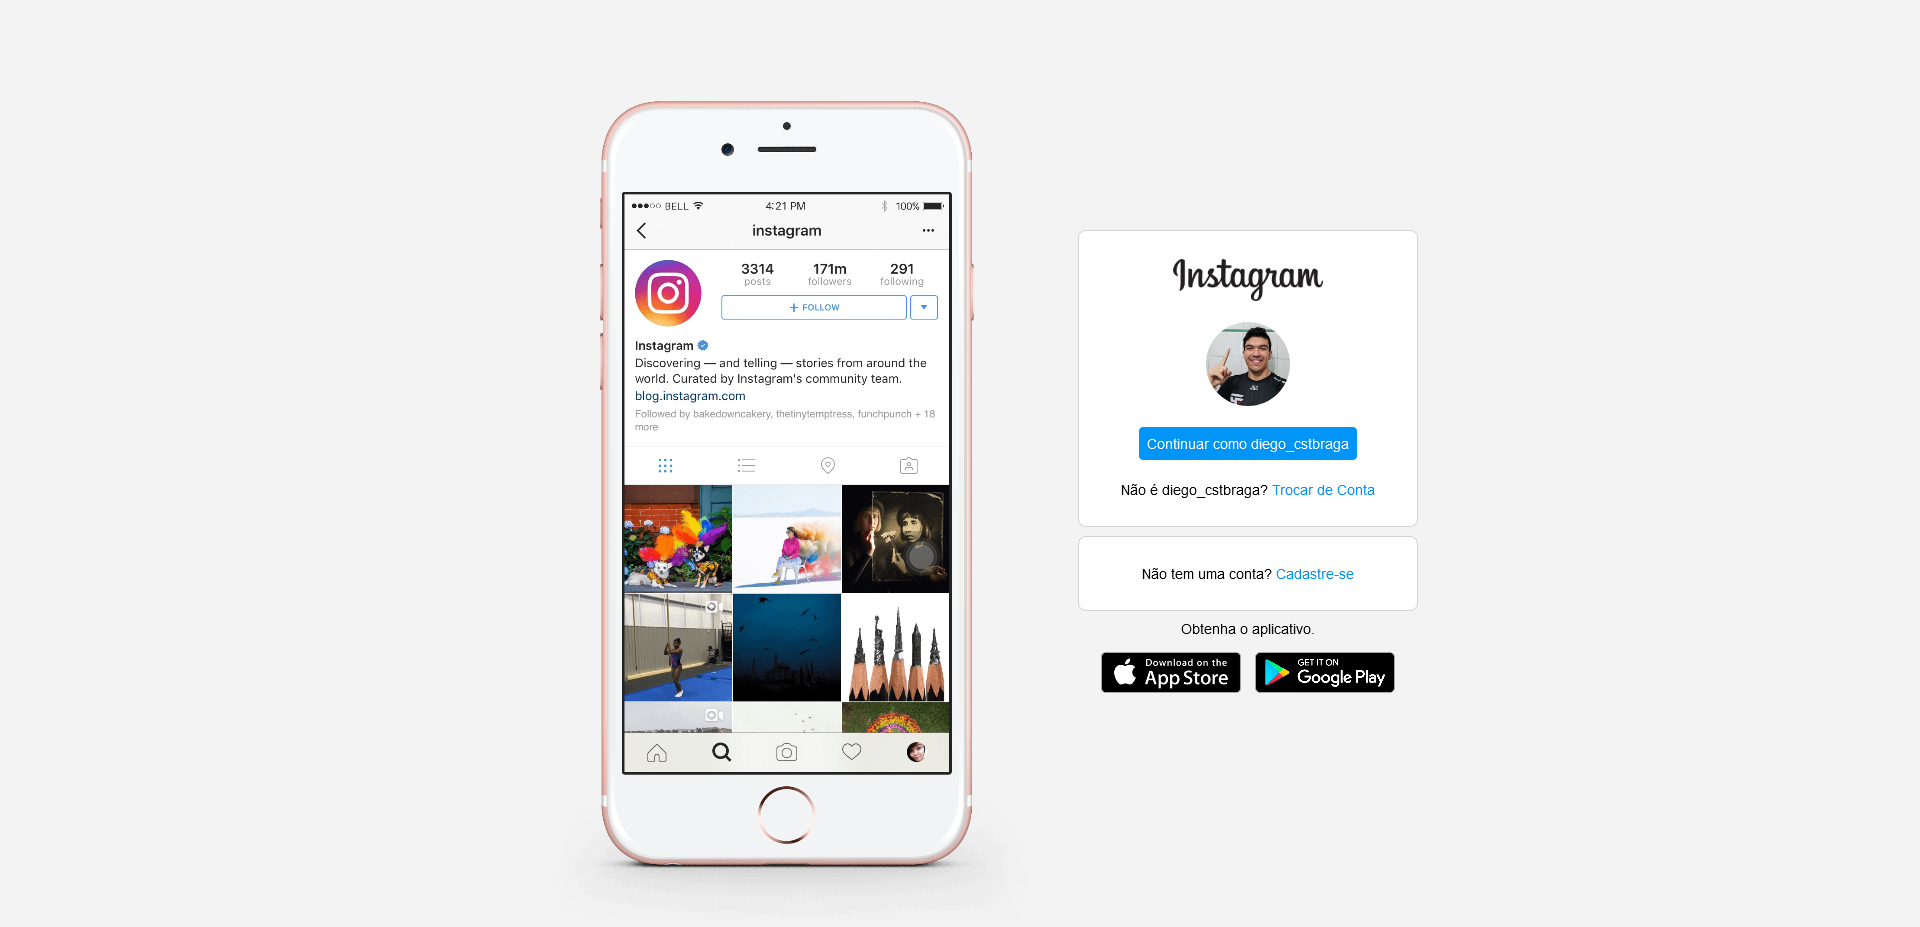 BELL
4:21 PM
100%
instagram
3314
171m
291
posts
followers
following
+ FOLLOW
Instagram
Discovering — and telling — stories from around the
world. Curated by Instagram's community team.
blog.instagram.com
Followed by bakedowncakery, thetinytemptress, funchpunch + 18
more
Instagram
Continuar como diego_cstbraga
Não é diego_cstbraga? Trocar de Conta
Não tem uma conta? Cadastre-se
Obtenha o aplicativo.
Download on the
App Store
GET IT ON
Google Play